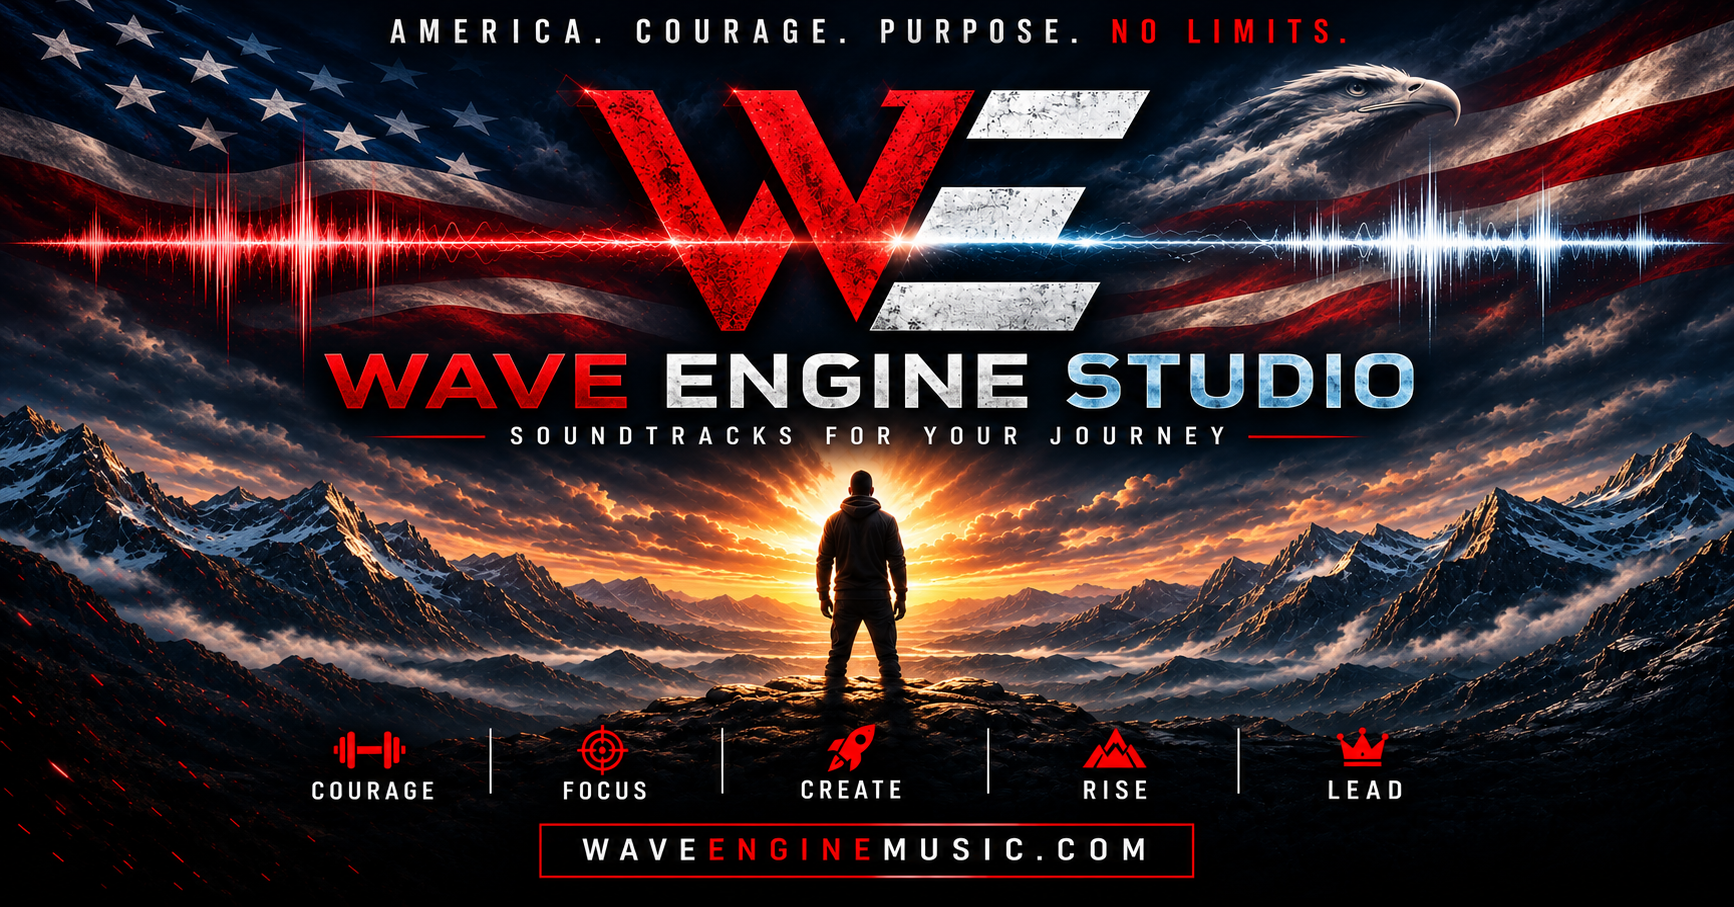 AMERICA. COURAGE. PURPOSE. NO LIMITS.
WE
WAVE ENGINE STUDIO
SOUNDTRACKS FOR YOUR JOURNEY
COURAGE
FOCUS
CREATE
RISE
LEAD
WAVEENGINEMUSIC.COM